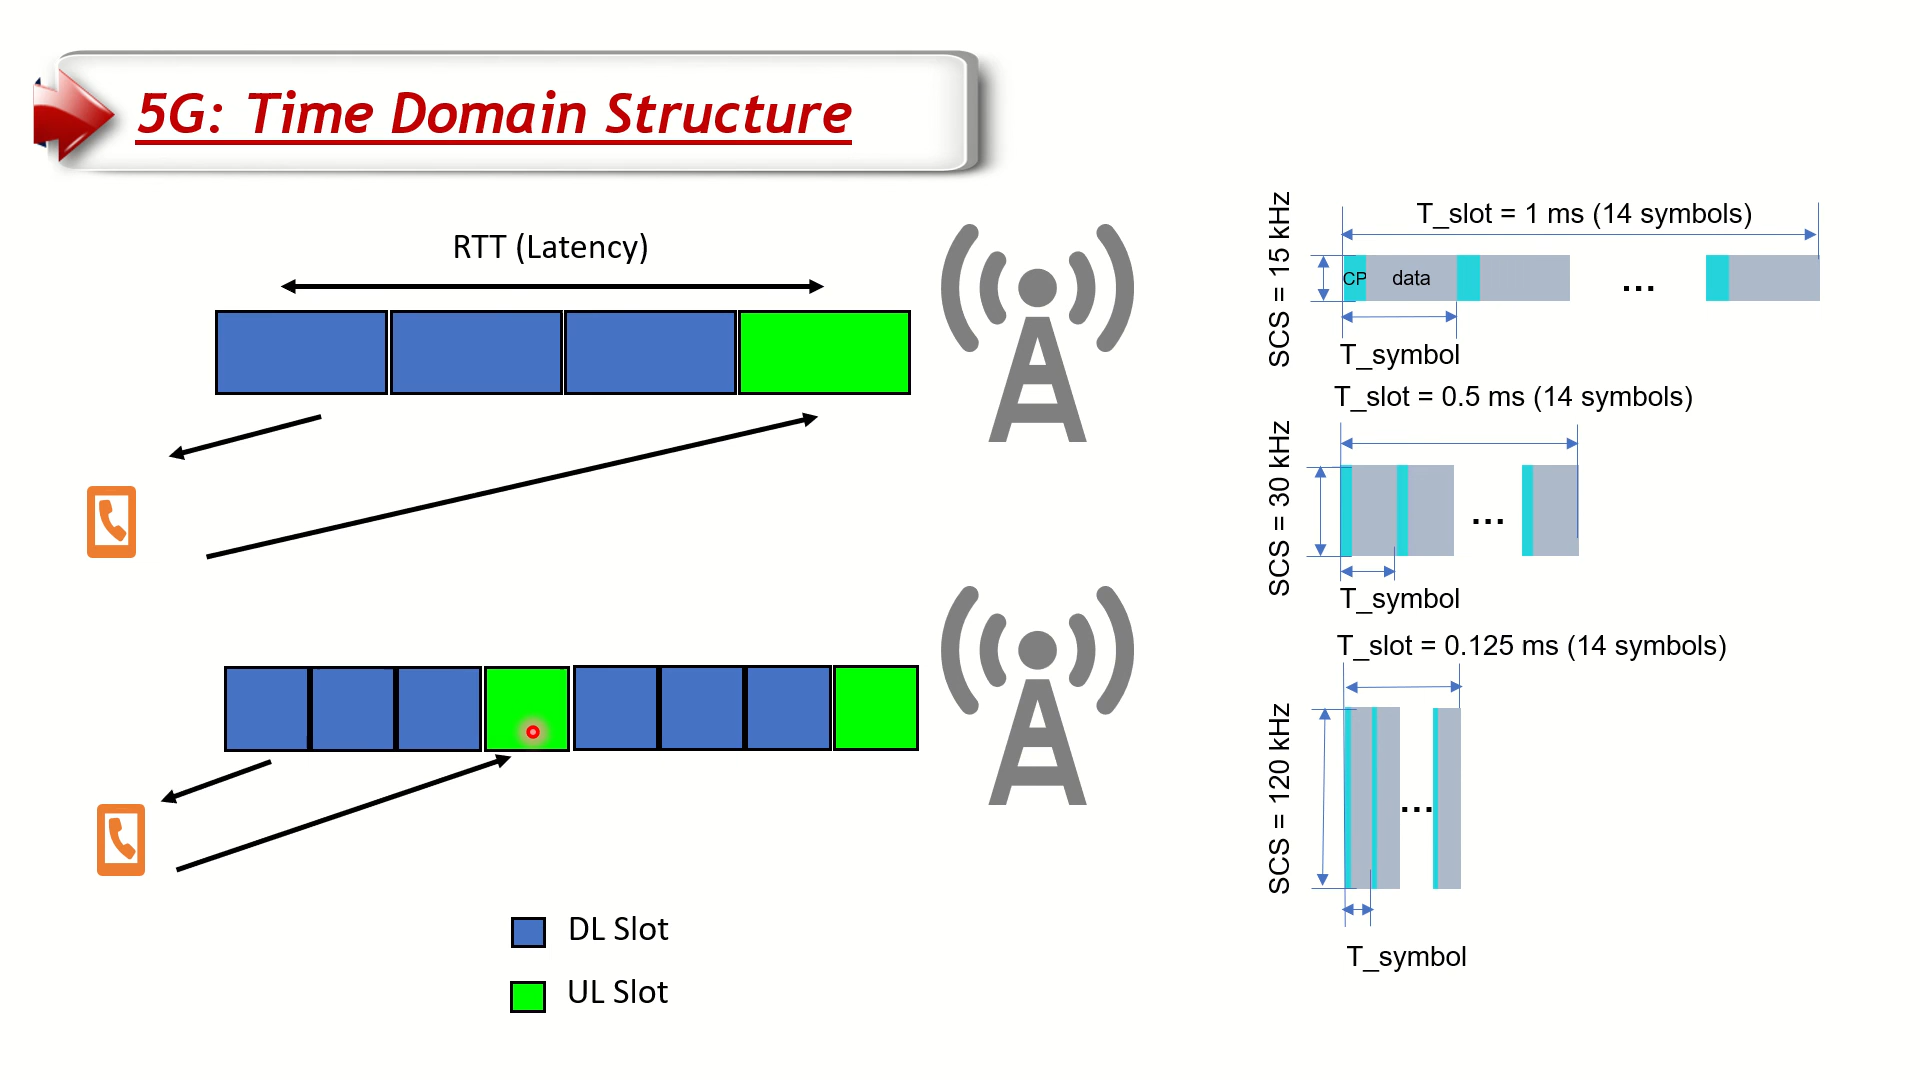 5G: Time Domain Structure
RTT (Latency)
DL Slot
UL Slot
SCS = 15 kHz
T_slot = 1 ms (14 symbols)
CP
data
...
T_symbol
SCS = 30 kHz
T_slot = 0.5 ms (14 symbols)
...
T_symbol
SCS = 120 kHz
T_slot = 0.125 ms (14 symbols)
...
T_symbol